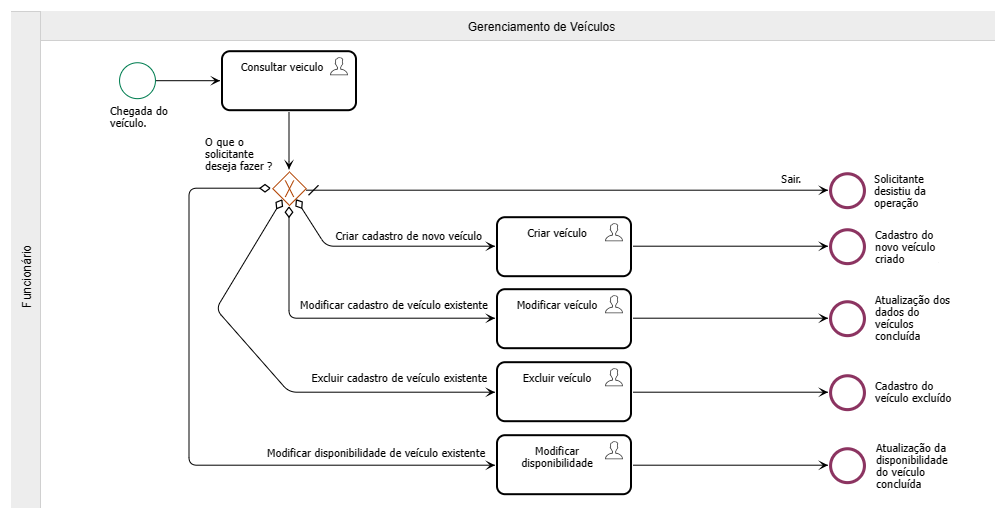 Gerenciamento de Veículos
Funcionário
Consultar veiculo
Chegada do
veículo.
O que o
solicitante
deseja fazer ?
Sair.
Solicitante
desistiu da
operação
Criar cadastro de novo veículo
Criar veículo
Cadastro do
novo veículo
criado
Modificar cadastro de veículo existente
Modificar veículo
Atualização dos
dados do
veículos
concluída
Excluir cadastro de veículo existente
Excluir veículo
Cadastro do
veículo excluído
Modificar disponibilidade de veículo existente
Modificar
disponibilidade
Atualização da
disponibilidade
do veículo
concluída